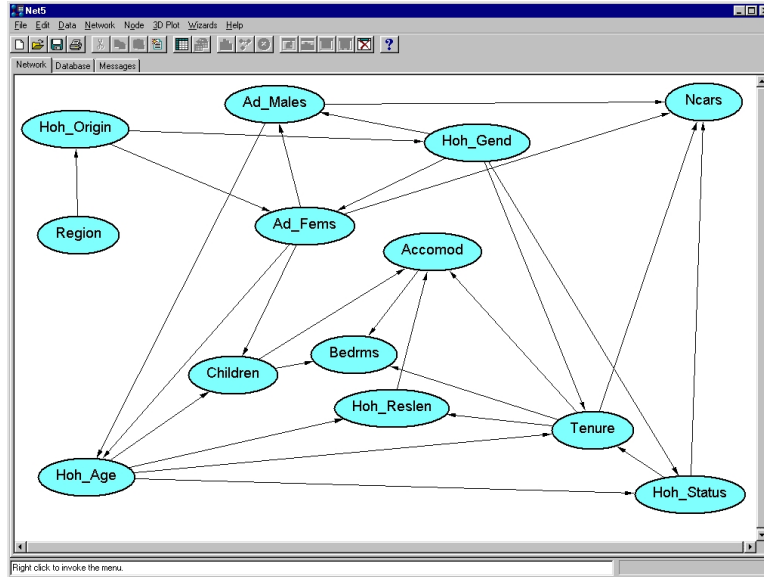 Net5
File Edit Data Network Node 3D Plot Wizards Help
Network Database Messages
Ad_Males
Ncars
Hoh_Origin
Hoh_Gend
Ad_Fems
Region
Accomod
Bedrms
Children
Hoh_Reslen
Tenure
Hoh_Age
Hoh_Status
Right click to invoke the menu.